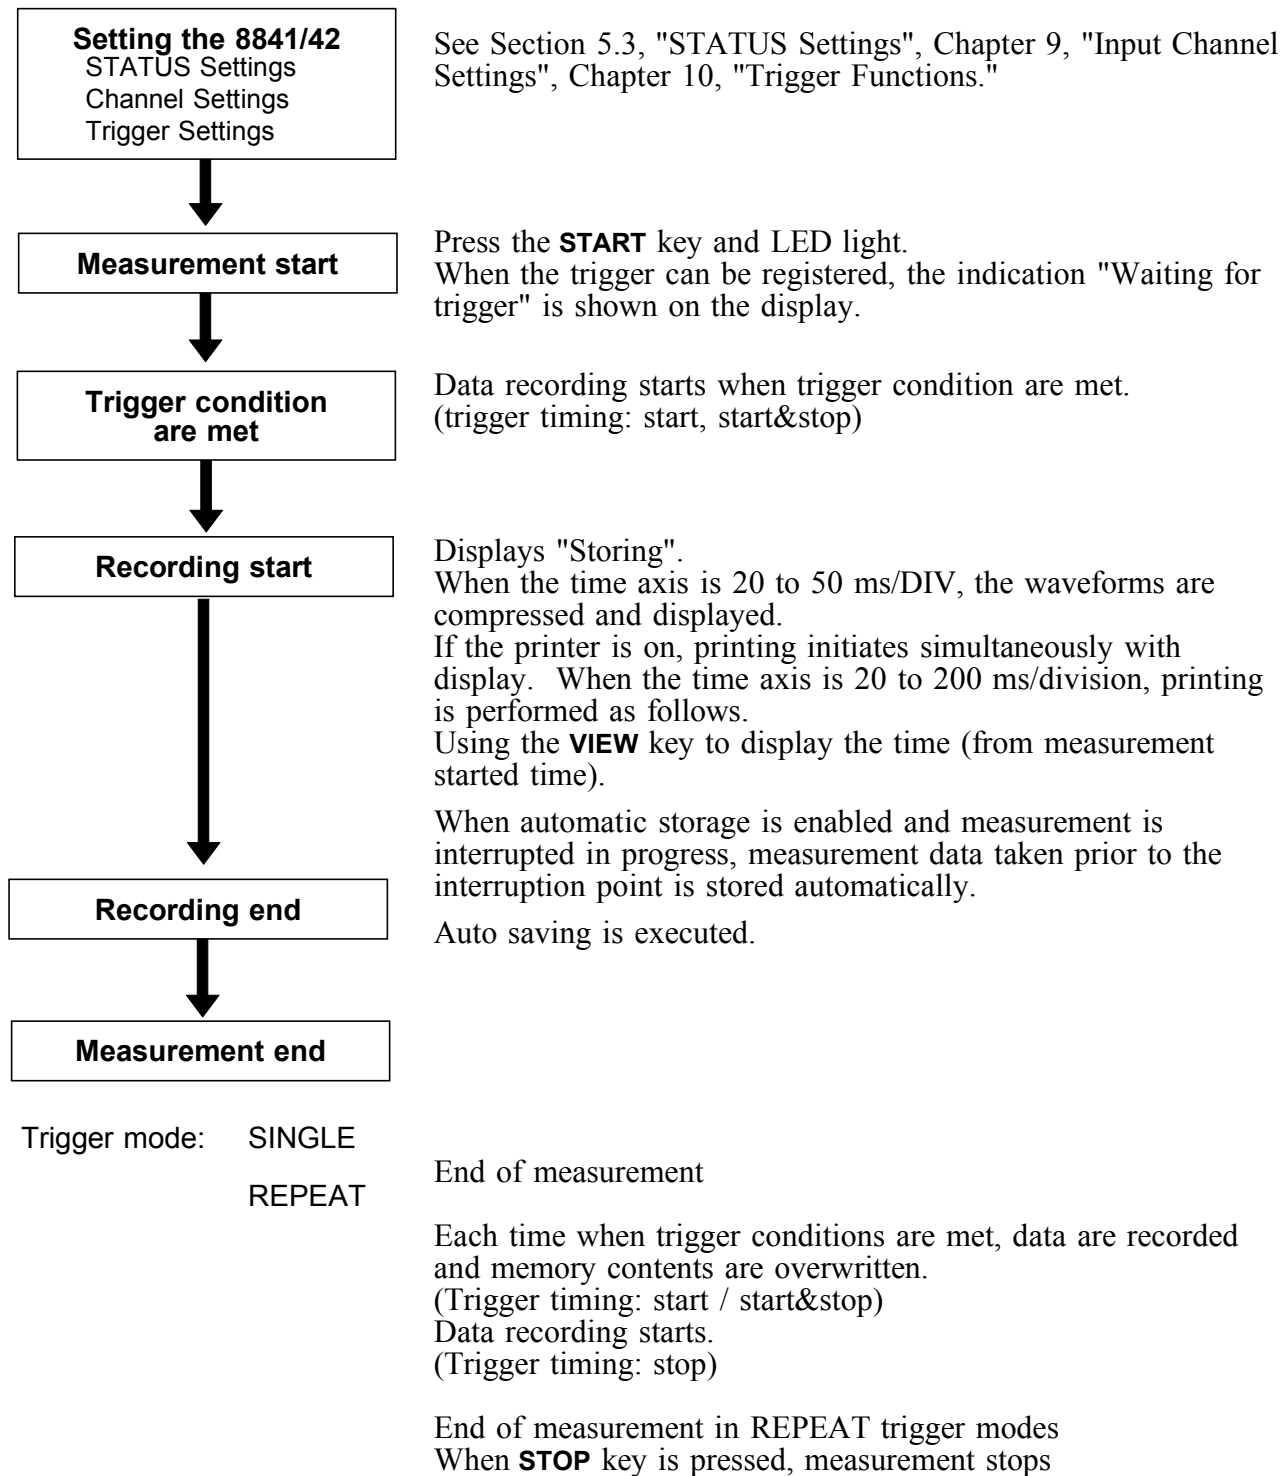 Setting the 8841/42
STATUS Settings
Channel Settings
Trigger Settings
See Section 5.3, "STATUS Settings", Chapter 9, "Input Channel
Settings", Chapter 10, "Trigger Functions."
Measurement start
Press the START key and LED light.
When the trigger can be registered, the indication "Waiting for
trigger" is shown on the display.
Trigger condition
are met
Data recording starts when trigger condition are met.
(trigger timing: start, start&stop)
Recording start
Displays "Storing".
When the time axis is 20 to 50 ms/DIV, the waveforms are
compressed and displayed.
If the printer is on, printing initiates simultaneously with
display. When the time axis is 20 to 200 ms/division, printing
is performed as follows.
Using the VIEW key to display the time (from measurement
started time).
When automatic storage is enabled and measurement is
interrupted in progress, measurement data taken prior to the
interruption point is stored automatically.
Recording end
Auto saving is executed.
Measurement end
Trigger mode: SINGLE
End of measurement
REPEAT
Each time when trigger conditions are met, data are recorded
and memory contents are overwritten.
(Trigger timing: start / start&stop)
Data recording starts.
(Trigger timing: stop)
End of measurement in REPEAT trigger modes
When STOP key is pressed, measurement stops